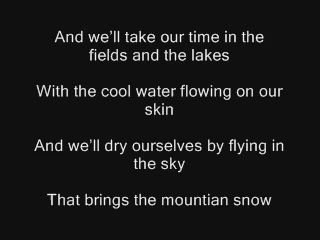 And we’ll take our time in the
fields and the lakes
With the cool water flowing on our
skin
And we’ll dry ourselves by flying in
the sky
That brings the mountian snow